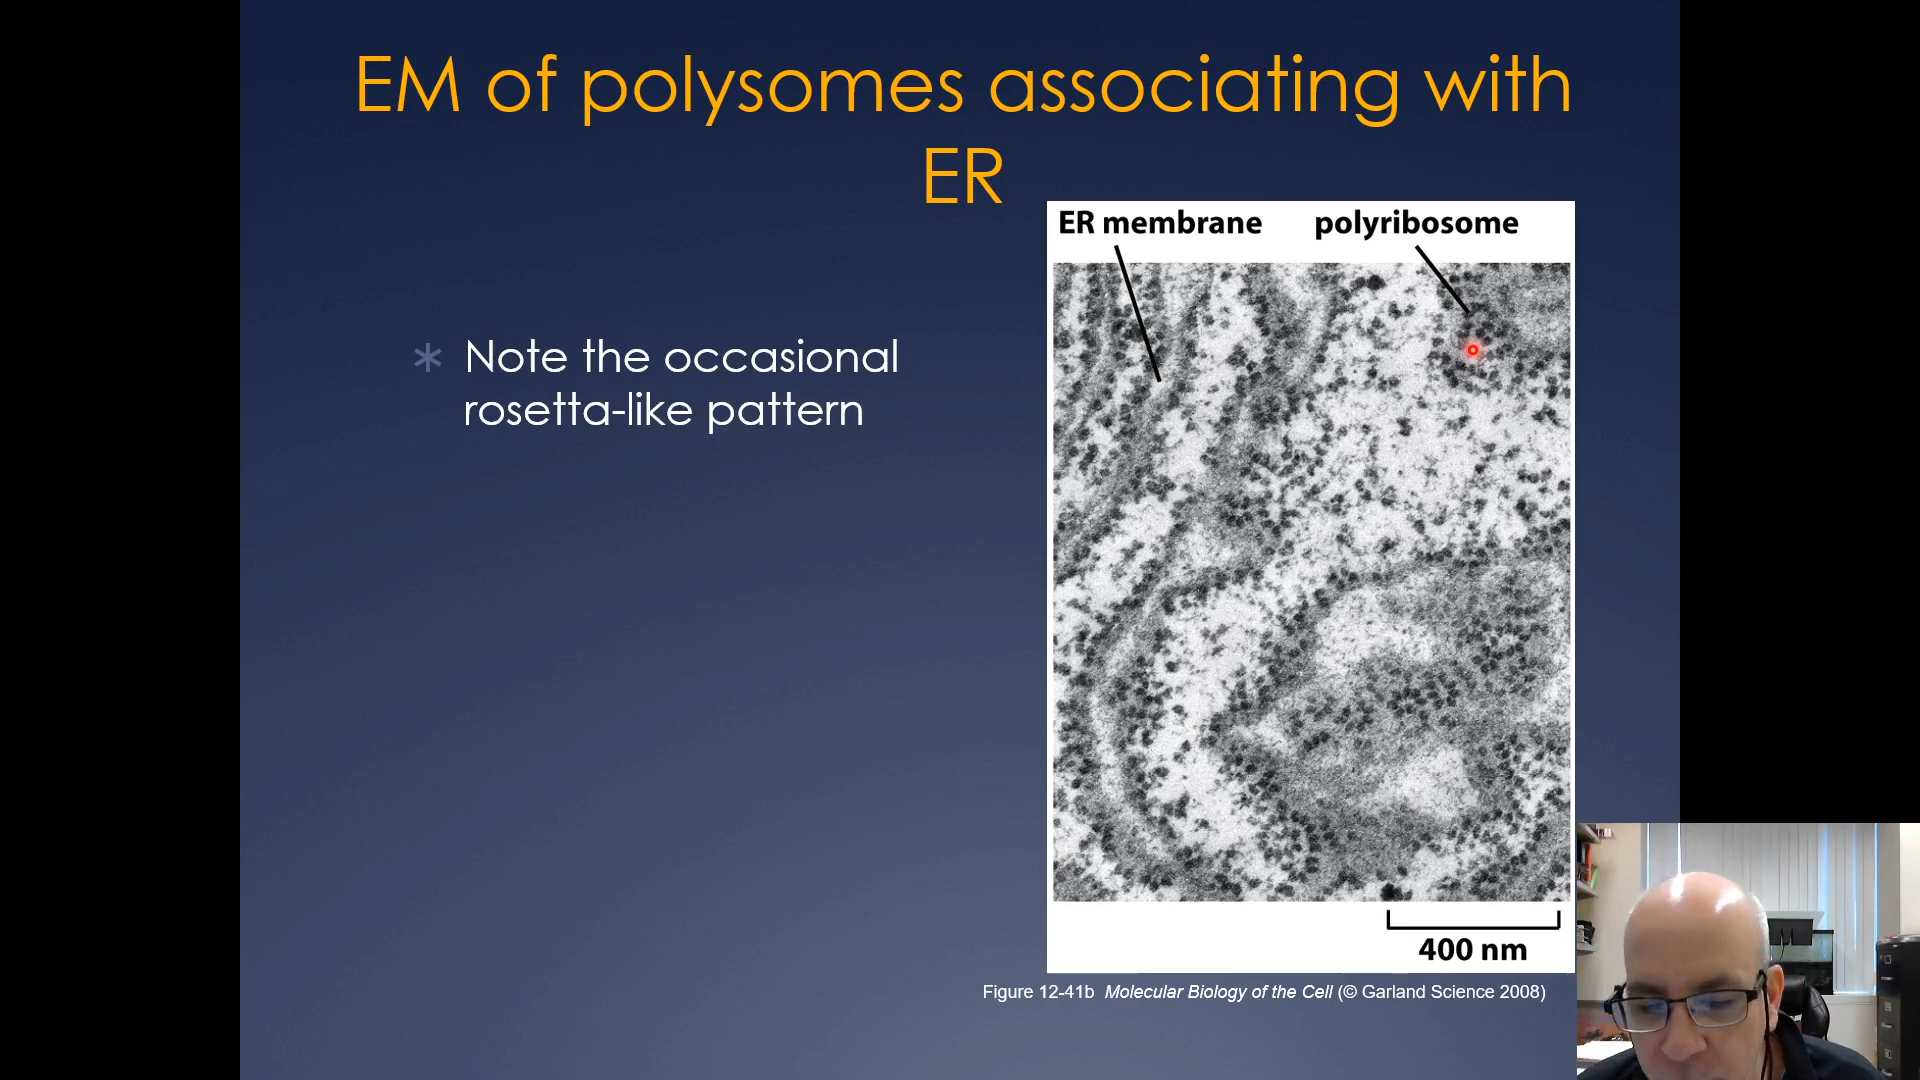 EM of polysomes associating with
ER
ER membrane polyribosome
* Note the occasional
rosetta-like pattern
400 nm
Figure 12-41b Molecular Biology of the Cell (© Garland Science 2008)